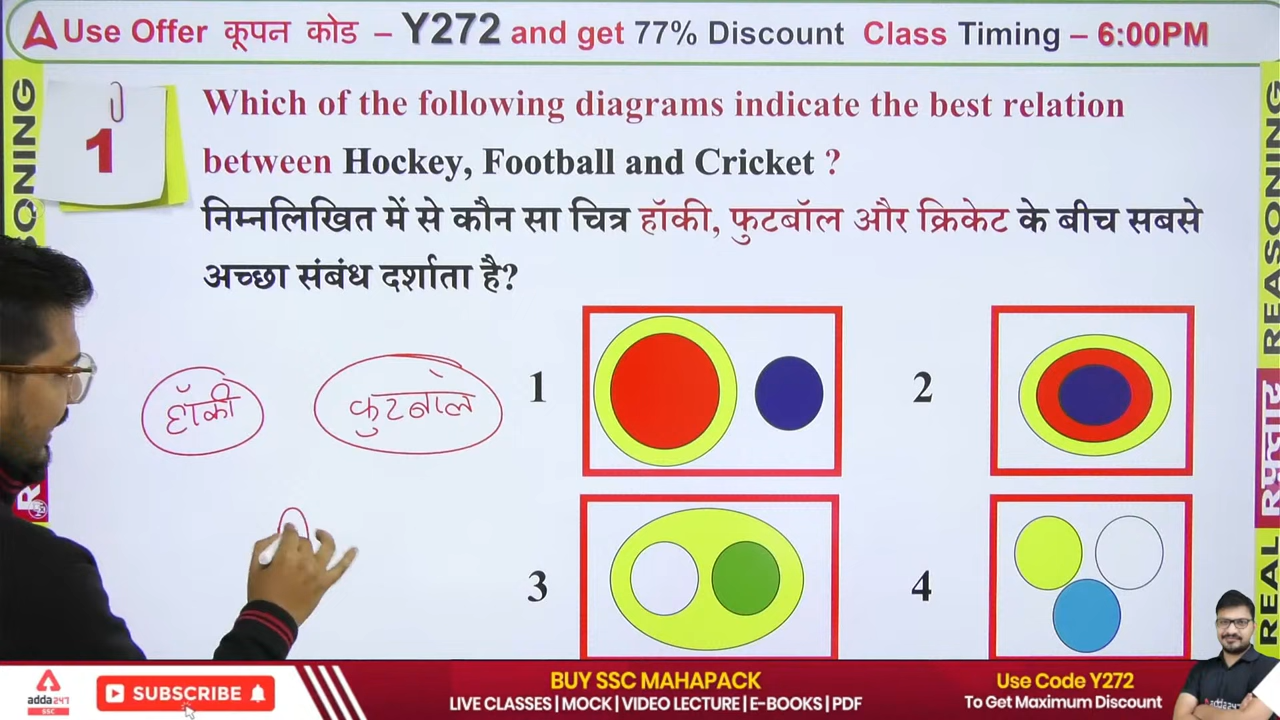 Use Offer कूपन कोड – Y272 and get 77% Discount Class Timing – 6:00PM
1
Which of the following diagrams indicate the best relation
between Hockey, Football and Cricket ?
निम्नलिखित में से कौन सा चित्र हॉकी, फुटबॉल और क्रिकेट के बीच सबसे
अच्छा संबंध दर्शाता है?
हॉकी
फुटबॉल
1
2
3
4
SONING
REASONING
REAL
adda247
SSC
SUBSCRIBE
BUY SSC MAHAPACK
LIVE CLASSES | MOCK | VIDEO LECTURE | E-BOOKS | PDF
Use Code Y272
To Get Maximum Discount